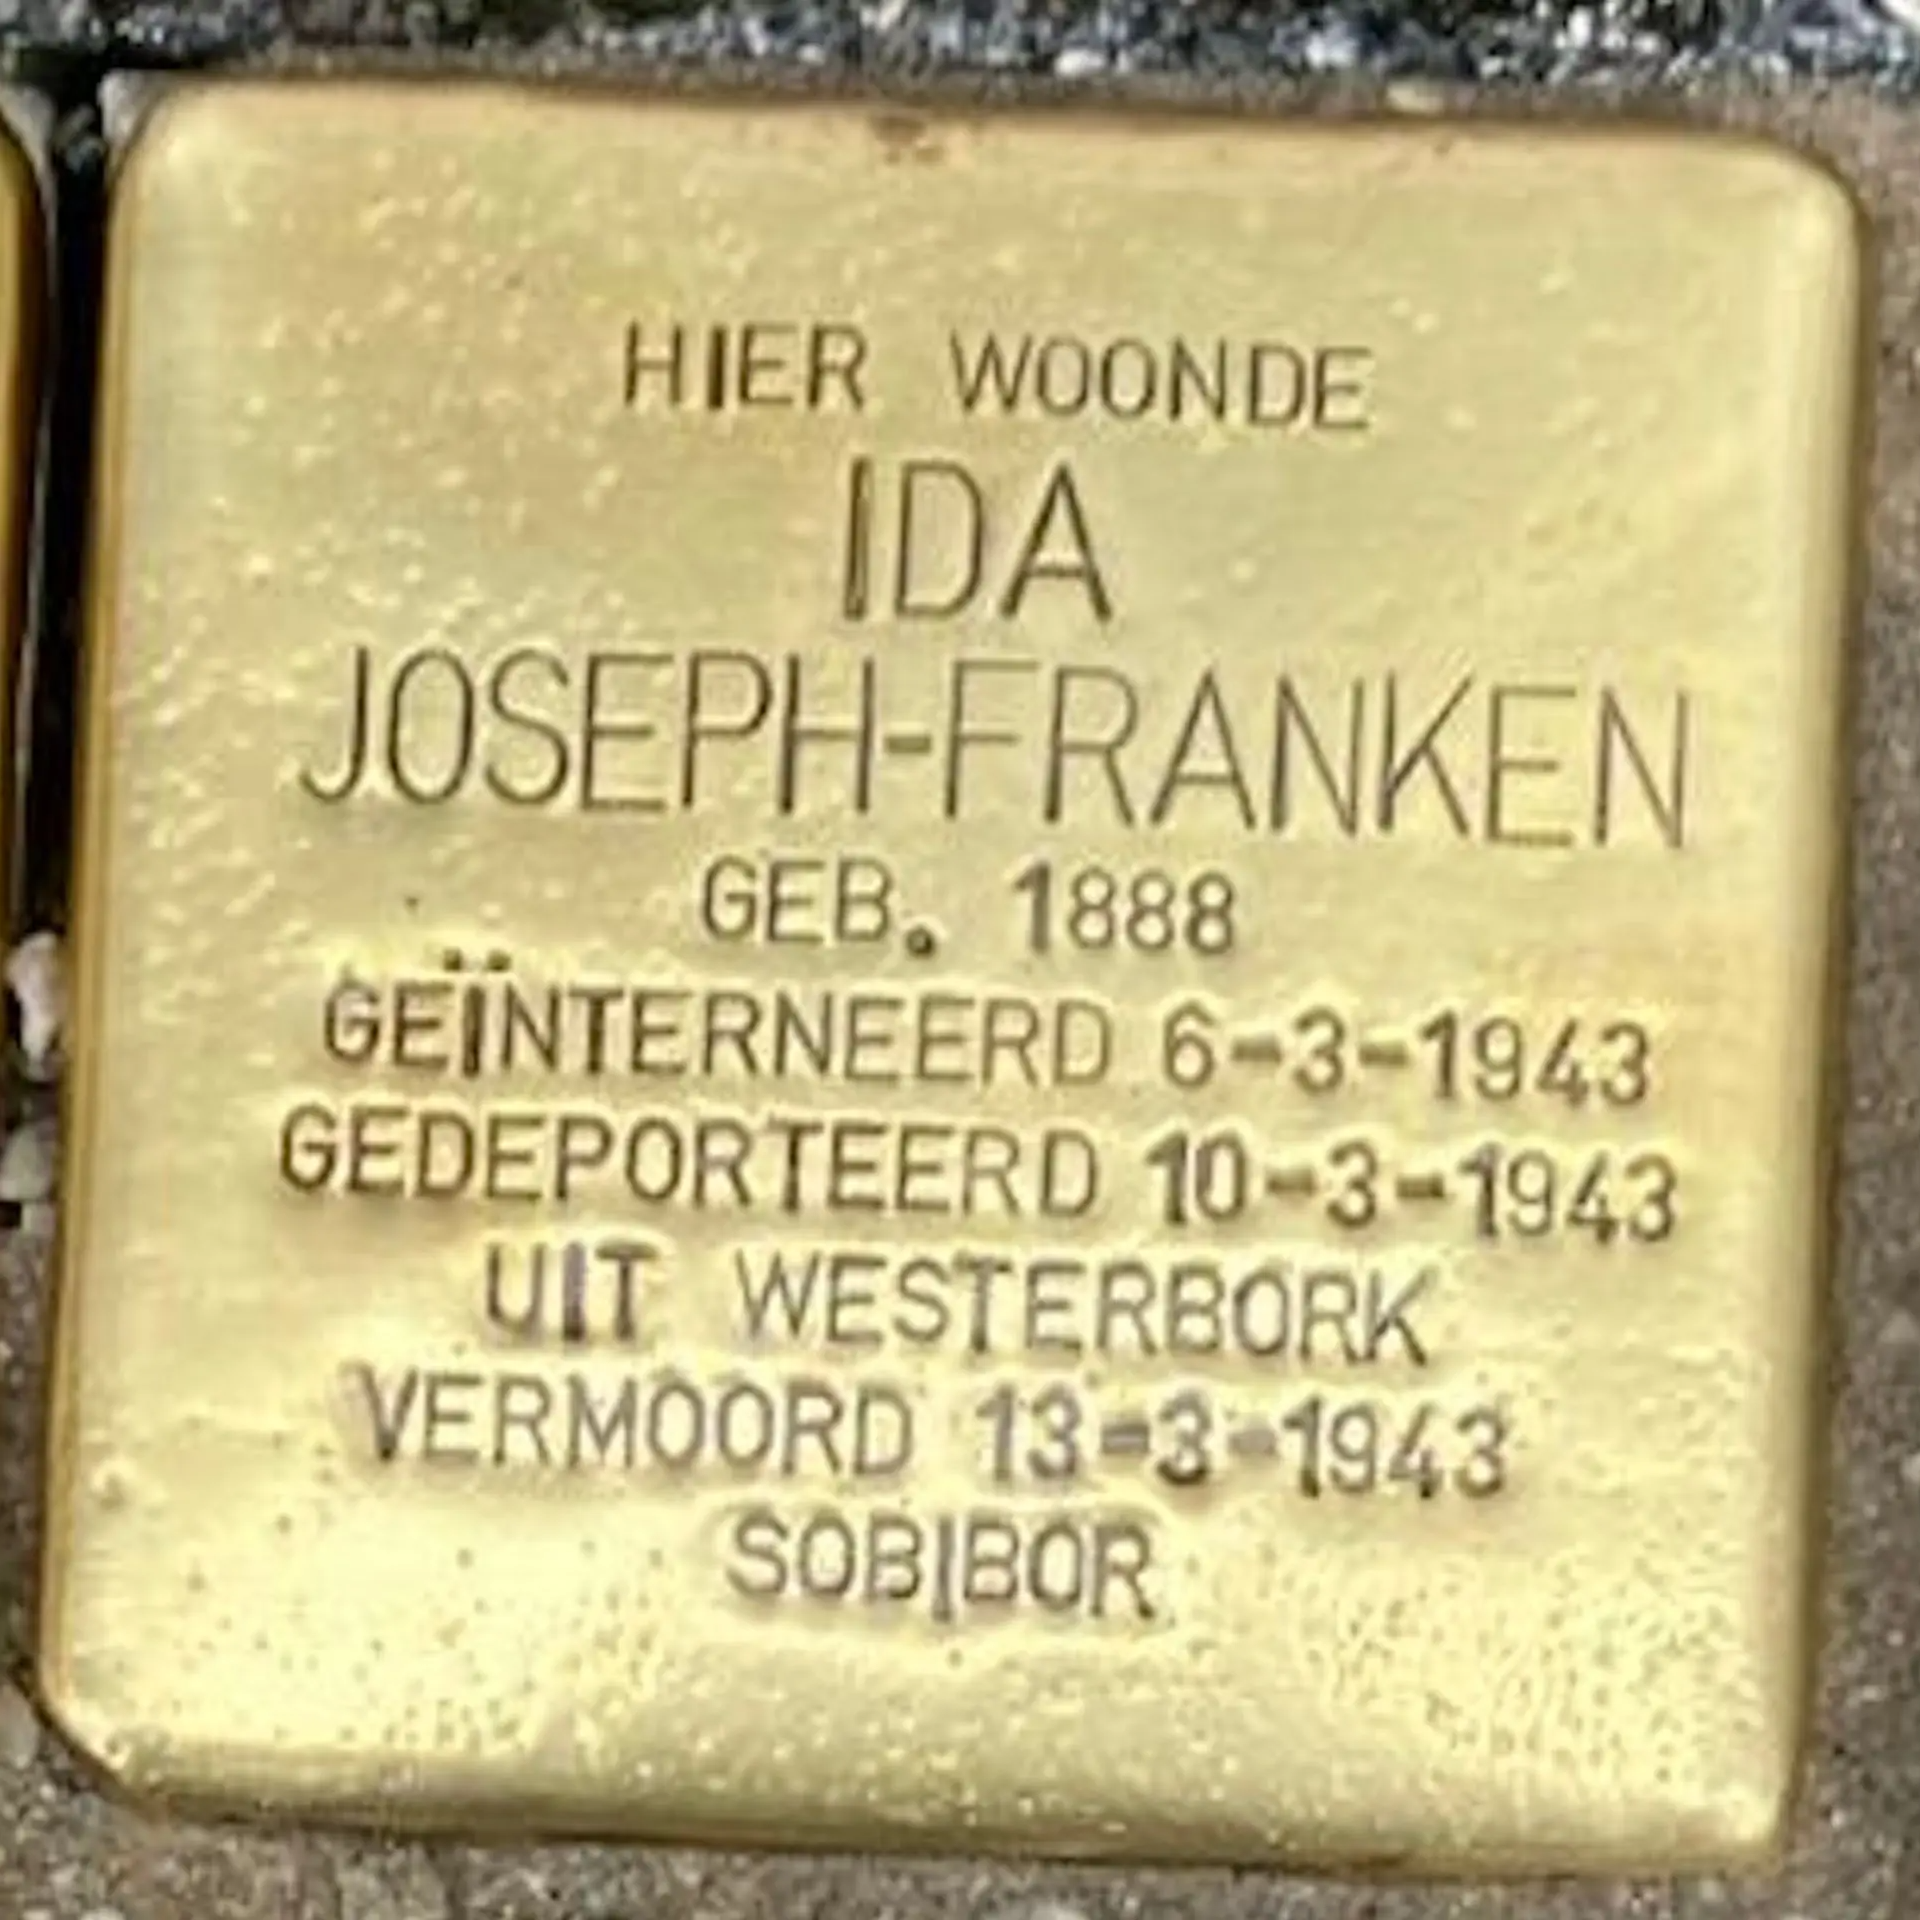 HIER WOONDE
IDA
JOSEPH-FRANKEN
GEB. 1888
GEÏNTERNEERD 6-3-1943
GEDEPORTEERD 10-3-1943
UIT WESTERBORK
VERMOORD 13-3-1943
SOBIBOR